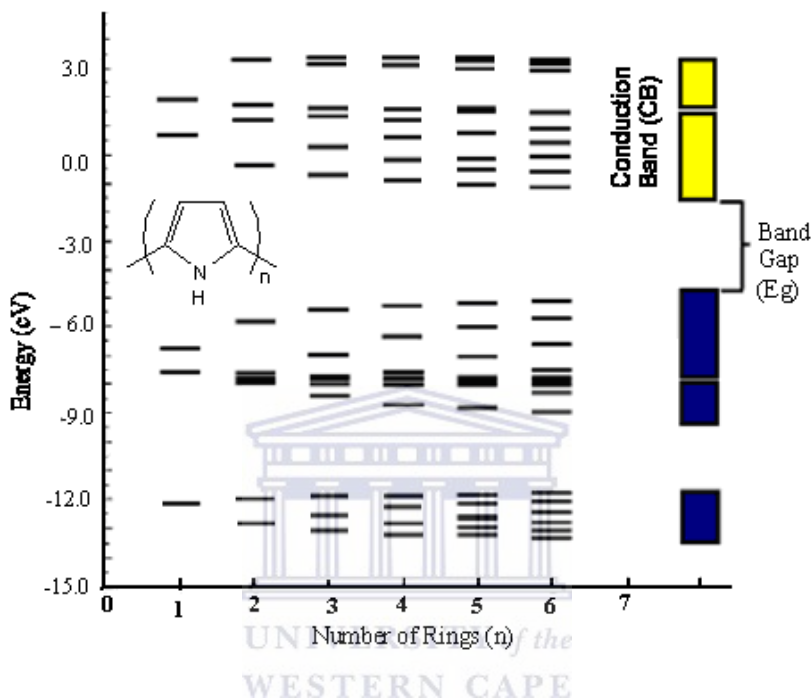 3.0
0.0
-3.0
-6.0
-9.0
-12.0
-15.0
Energy (eV)
0
1
2
3
4
5
6
7
Number of Rings (n)
N
H
n
Conduction
Band (CB)
Band
Gap
(Eg)
UNIVERSITY of the
WESTERN CAPE